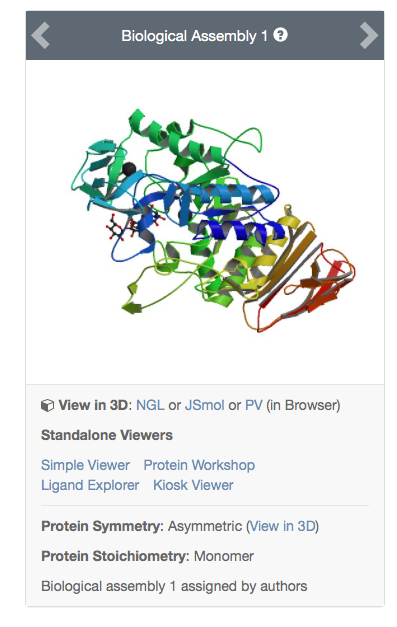 Biological Assembly 1 ?
View in 3D: NGL or JSmol or PV (in Browser)
Standalone Viewers
Simple Viewer Protein Workshop
Ligand Explorer Kiosk Viewer
Protein Symmetry: Asymmetric (View in 3D)
Protein Stoichiometry: Monomer
Biological assembly 1 assigned by authors